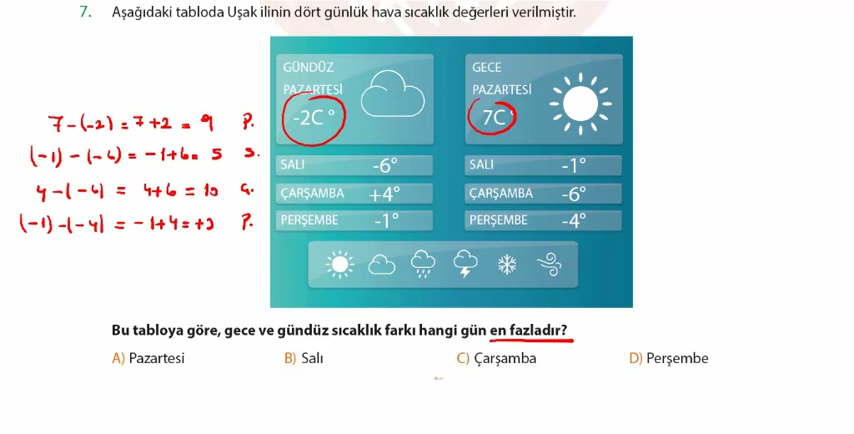 7. Aşağıdaki tabloda Uşak ilinin dört günlük hava sıcaklık değerleri verilmiştir.
GÜNDÜZ
PAZARTESİ
-2C °
SALI -6°
ÇARŞAMBA +4°
PERŞEMBE -1°
GECE
PAZARTESİ
7C °
SALI -1°
ÇARŞAMBA -6°
PERŞEMBE -4°
7-(-2) = 7+2 = 9 P.
(-1) - (-6) = -1+6 = 5 S.
4-(-6) = 4+6 = 10 Ç.
(-1)-(-4) = -1+4 = +3 P.
Bu tabloya göre, gece ve gündüz sıcaklık farkı hangi gün en fazladır?
A) Pazartesi B) Salı C) Çarşamba D) Perşembe